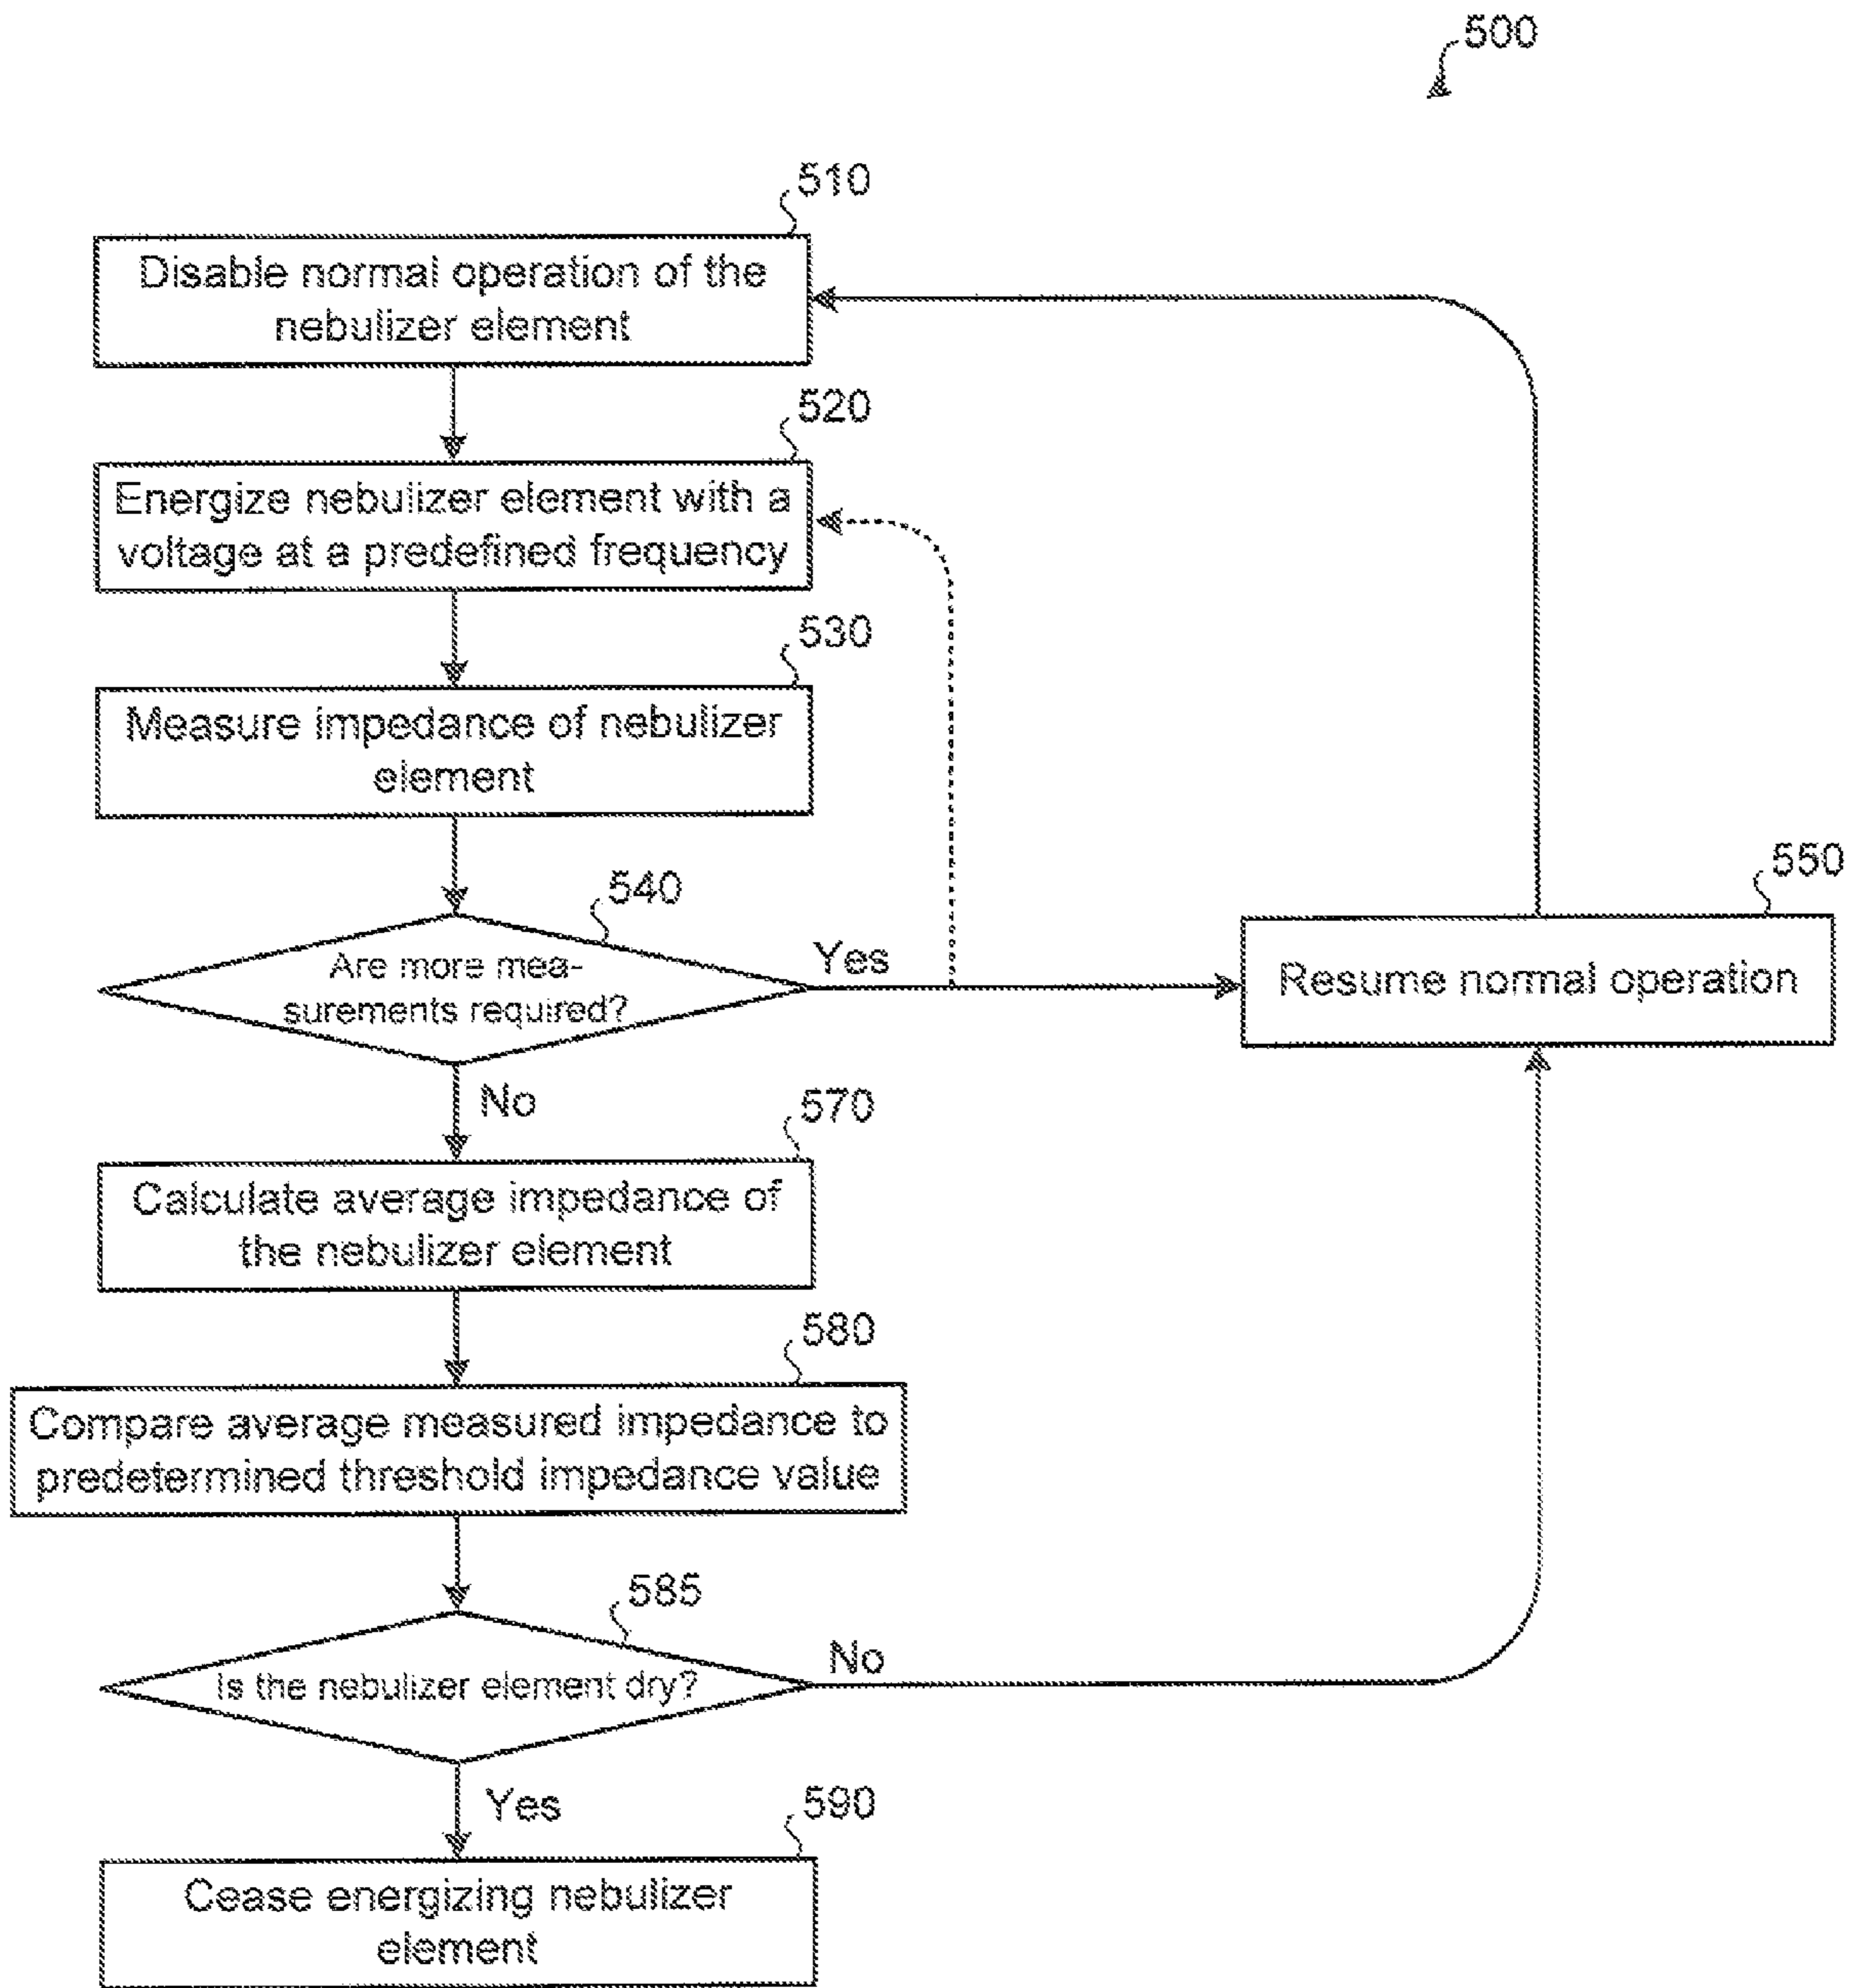 500
510
Disable normal operation of the
nebulizer element
520
Energize nebulizer element with a
voltage at a predefined frequency
530
Measure impedance of nebulizer
element
540
Are more mea-
surements required?
Yes
550
Resume normal operation
No
570
Calculate average impedance of
the nebulizer element
580
Compare average measured impedance to
predetermined threshold impedance value
585
Is the nebulizer element dry?
No
Yes
590
Cease energizing nebulizer
element